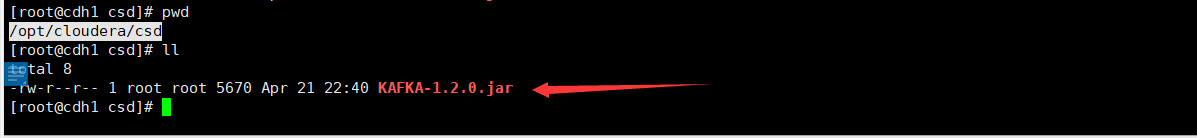 [root@cdh1 csd]# pwd
/opt/cloudera/csd
[root@cdh1 csd]# ll
total 8
-rw-r--r-- 1 root root 5670 Apr 21 22:40 KAFKA-1.2.0.jar
[root@cdh1 csd]#